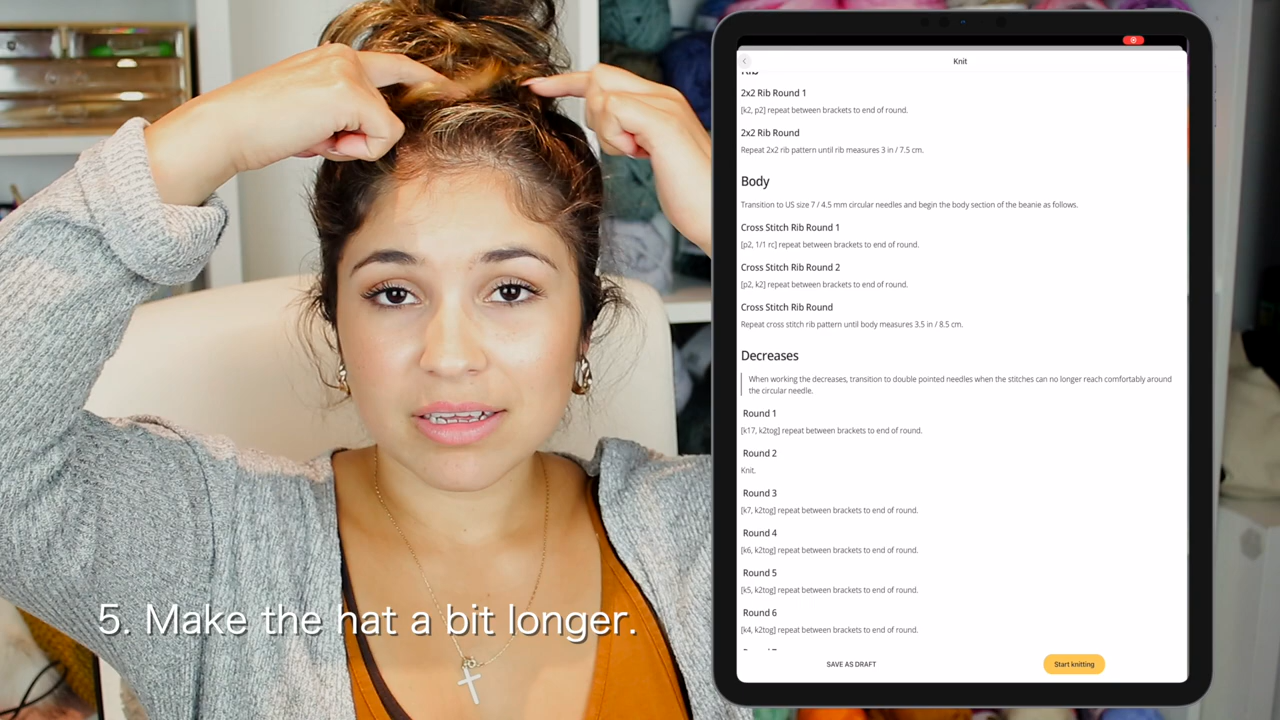 Knit
Rib
2x2 Rib Round 1
[k2, p2] repeat between brackets to end of round.
2x2 Rib Round
Repeat 2x2 rib pattern until rib measures 3 in / 7.5 cm.
Body
Transition to US size 7 / 4.5 mm circular needles and begin the body section of the beanie as follows.
Cross Stitch Rib Round 1
[p2, 1/1 rc] repeat between brackets to end of round.
Cross Stitch Rib Round 2
[p2, k2] repeat between brackets to end of round.
Cross Stitch Rib Round
Repeat cross stitch rib pattern until body measures 3.5 in / 8.5 cm.
Decreases
When working the decreases, transition to double pointed needles when the stitches can no longer reach comfortably around
the circular needle.
Round 1
[k17, k2tog] repeat between brackets to end of round.
Round 2
Knit.
Round 3
[k7, k2tog] repeat between brackets to end of round.
Round 4
[k6, k2tog] repeat between brackets to end of round.
Round 5
[k5, k2tog] repeat between brackets to end of round.
Round 6
[k4, k2tog] repeat between brackets to end of round.
SAVE AS DRAFT
Start knitting
5. Make the hat a bit longer.